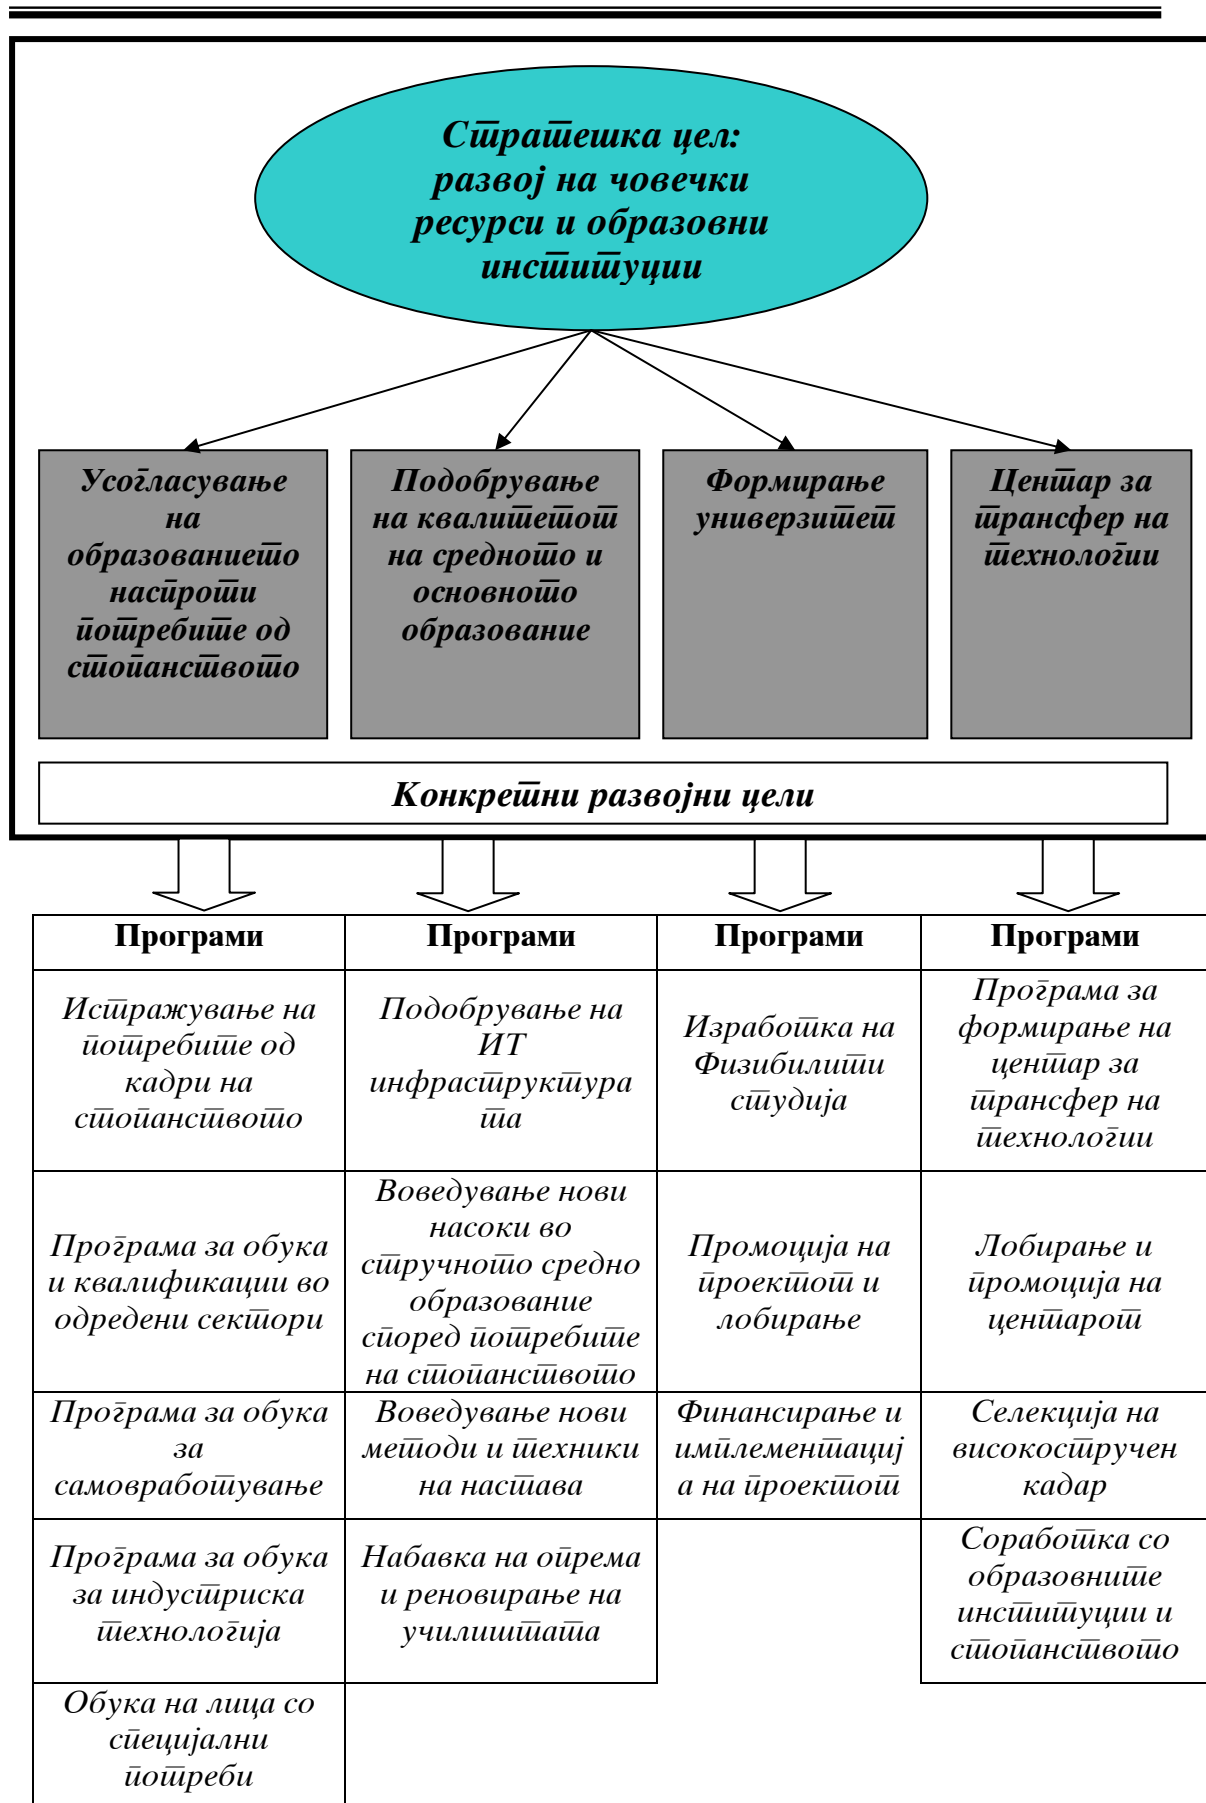 Стратешка цел:
развој на човечки
ресурси и образовни
институции
Усогласување
на
образованието
наспроти
потребите од
стопанството
Подобрување
на квалитетот
на средното и
основното
образование
Формирање
универзитет
Центар за
трансфер на
технологии
Конкретни развојни цели
Програми
Програми
Програми
Програми
Истражување на
потребите од
кадри на
стопанството
Подобрување на
ИТ
инфраструктура
та
Изработка на
Физибилити
студија
Програма за
формирање на
центар за
трансфер на
технологии
Програма за обука
и квалификации во
одредени сектори
Воведување нови
насоки во
стручното средно
образование
според потребите
на стопанството
Промоција на
проектот и
лобирање
Лобирање и
промоција на
центарот
Програма за обука
за
самовработување
Воведување нови
методи и техники
на настава
Финансирање и
имплементациј
а на проектот
Селекција на
високостручен
кадар
Програма за обука
за индустриска
технологија
Набавка на опрема
и реновирање на
училиштата
Соработка со
образовните
институции и
стопанството
Обука на лица со
специјални
потреби